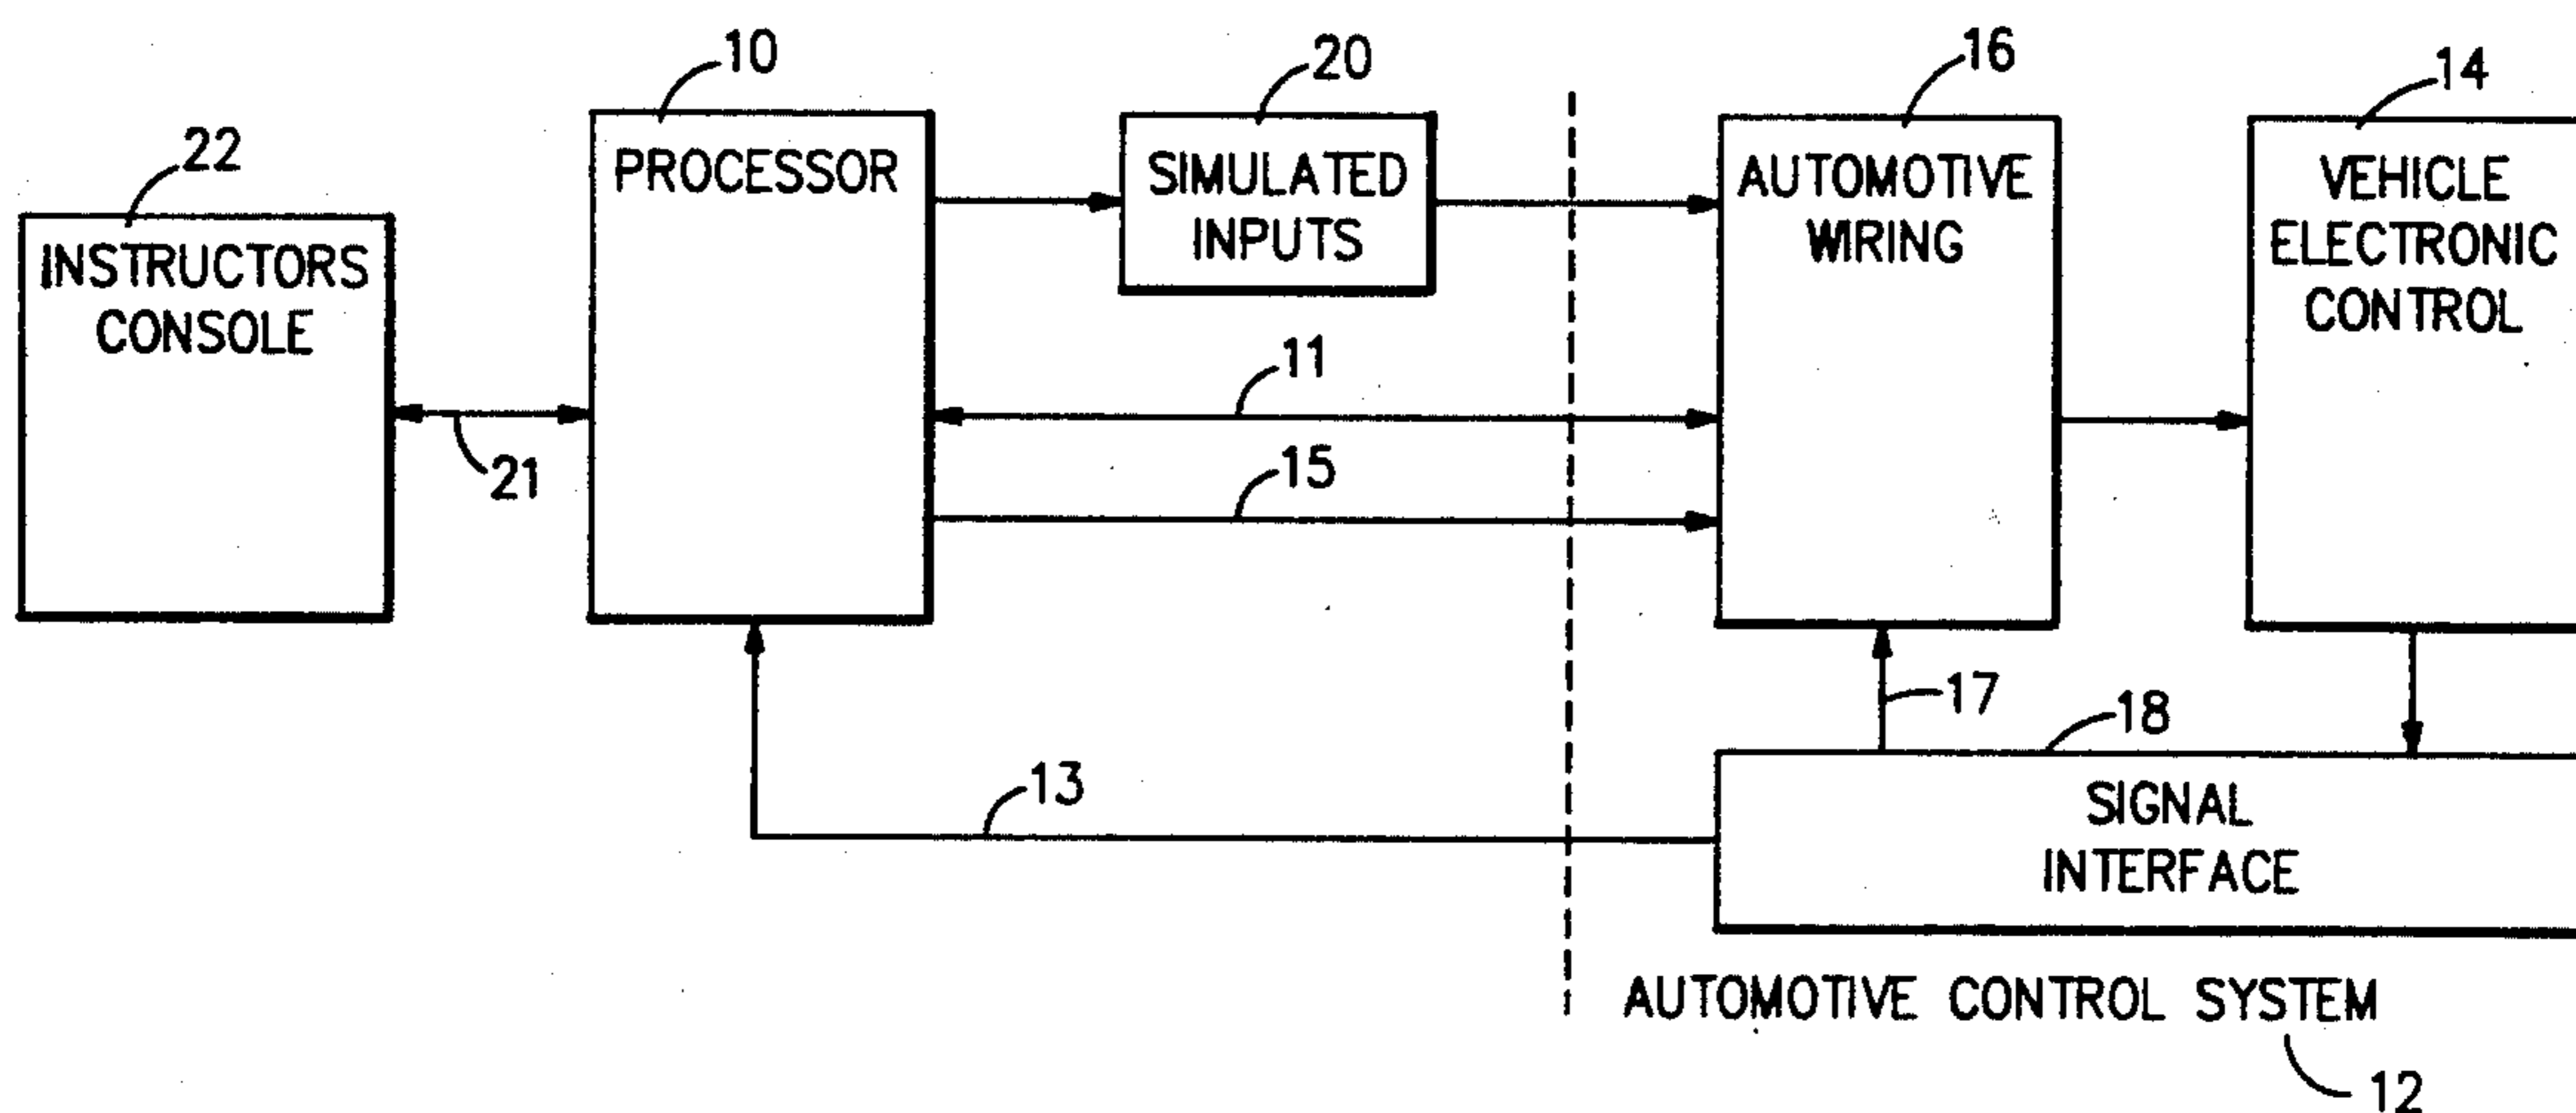 10
20
16
14
22
PROCESSOR
SIMULATED
INPUTS
AUTOMOTIVE
WIRING
VEHICLE
ELECTRONIC
CONTROL
INSTRUCTORS
CONSOLE
11
21
15
17
18
13
SIGNAL
INTERFACE
AUTOMOTIVE CONTROL SYSTEM
12